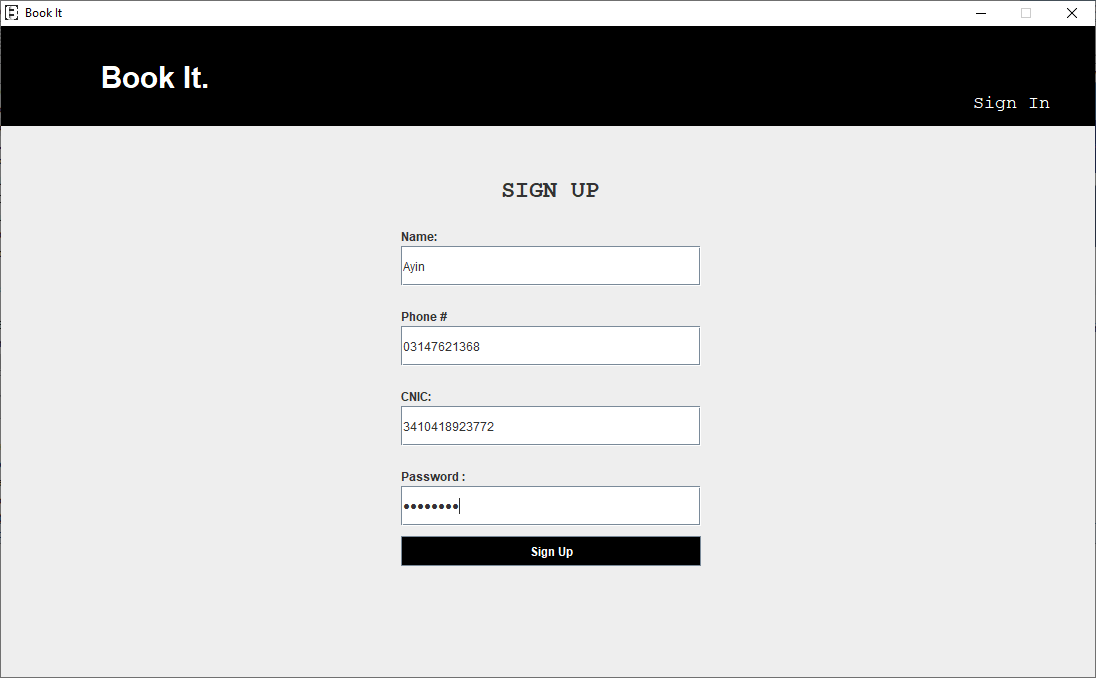 Book It
Book It.
Sign In
SIGN UP
Name:
Ayin
Phone #
03147621368
CNIC:
3410418923772
Password :
••••••••
Sign Up